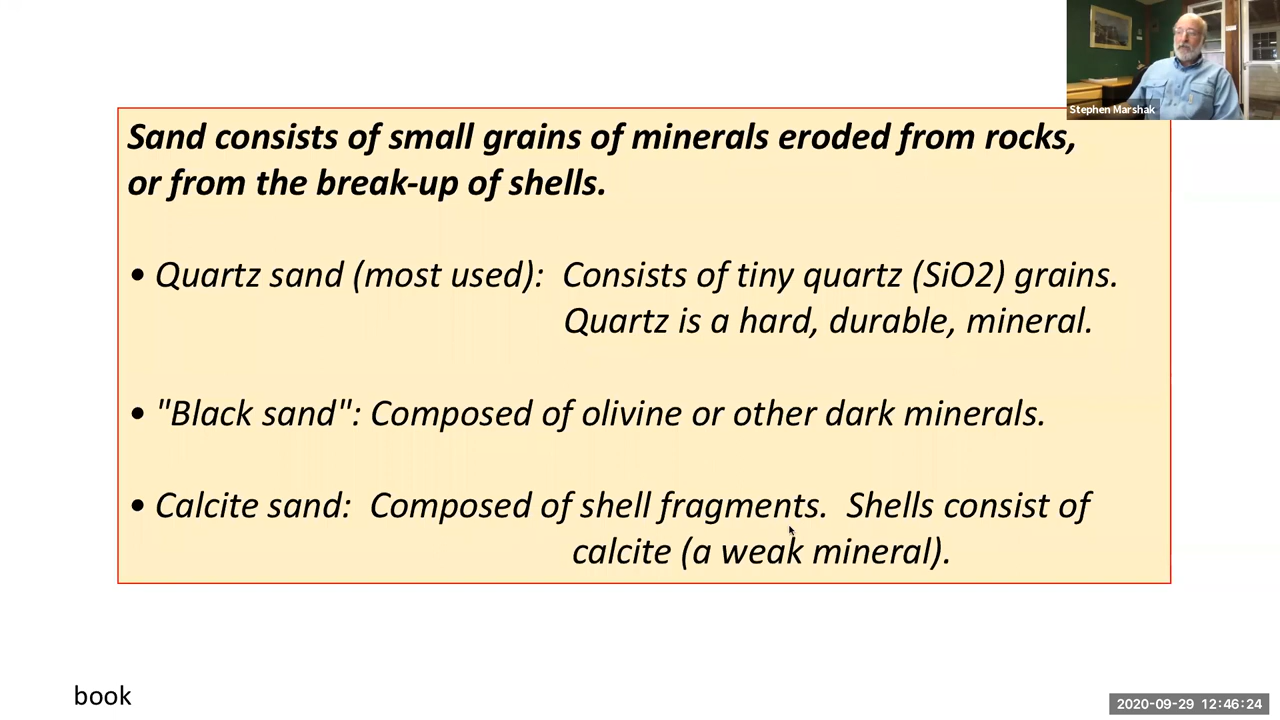 Stephen Marshak
Sand consists of small grains of minerals eroded from rocks,
or from the break-up of shells.
• Quartz sand (most used): Consists of tiny quartz (SiO2) grains.
Quartz is a hard, durable, mineral.
• "Black sand": Composed of olivine or other dark minerals.
• Calcite sand: Composed of shell fragments. Shells consist of
calcite (a weak mineral).
book
2020-09-29 12:46:24